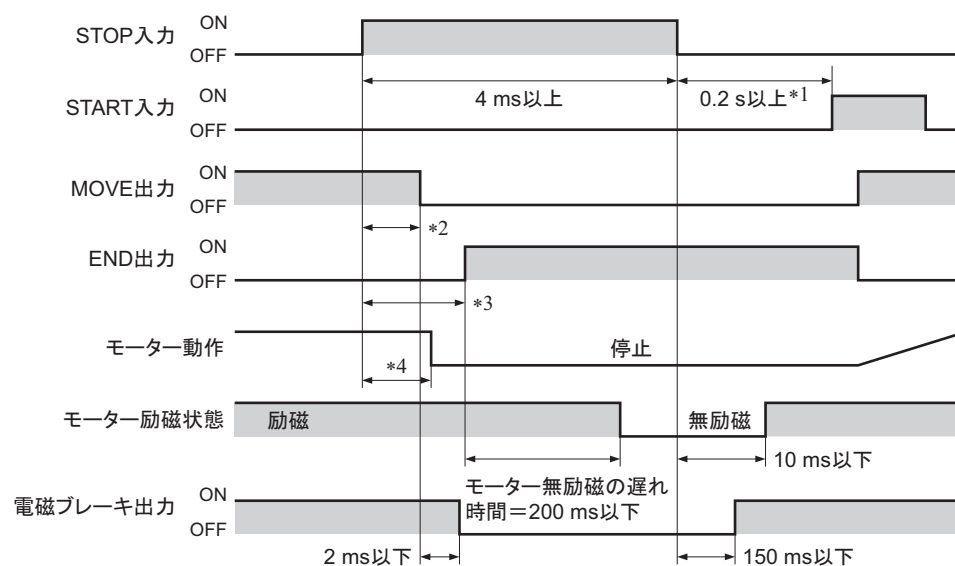 STOP入力
ON
OFF
4 ms以上
0.2 s以上*1
START入力
ON
OFF
MOVE出力
ON
OFF
*2
END出力
ON
OFF
*3
モーター動作
停止
*4
モーター励磁状態
励磁
無励磁
10 ms以下
モーター無励磁の遅れ
時間=200 ms以下
電磁ブレーキ出力
ON
OFF
2 ms以下
150 ms以下